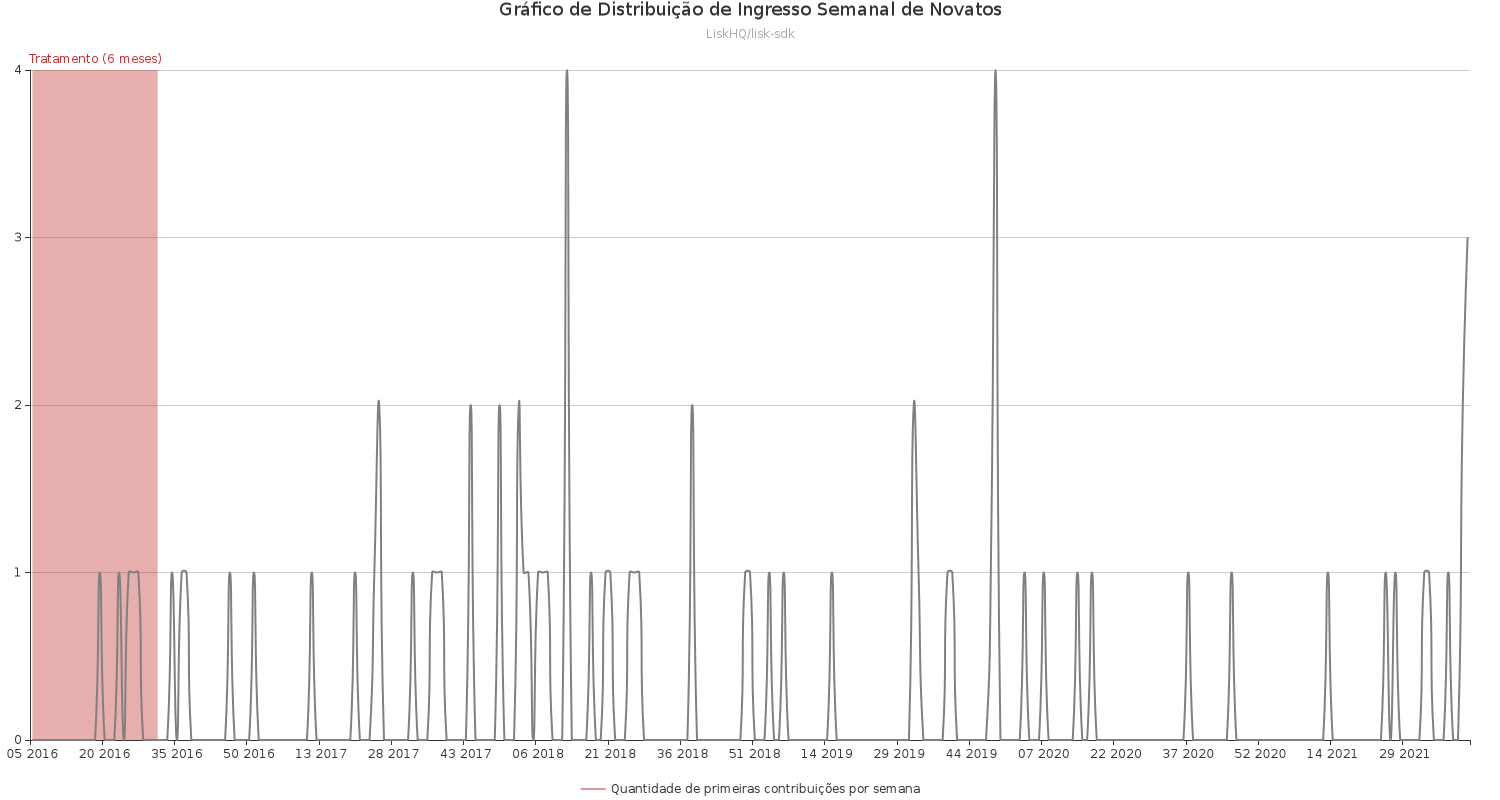 Gráfico de Distribuição de Ingresso Semanal de Novatos
LiskHQ/lisk-sdk
Tratamento (6 meses)
4
3
2
1
0
05 2016 20 2016 35 2016 50 2016 13 2017 28 2017 43 2017 06 2018 21 2018 36 2018 51 2018 14 2019 29 2019 44 2019 07 2020 22 2020 37 2020 52 2020 14 2021 29 2021
Quantidade de primeiras contribuições por semana